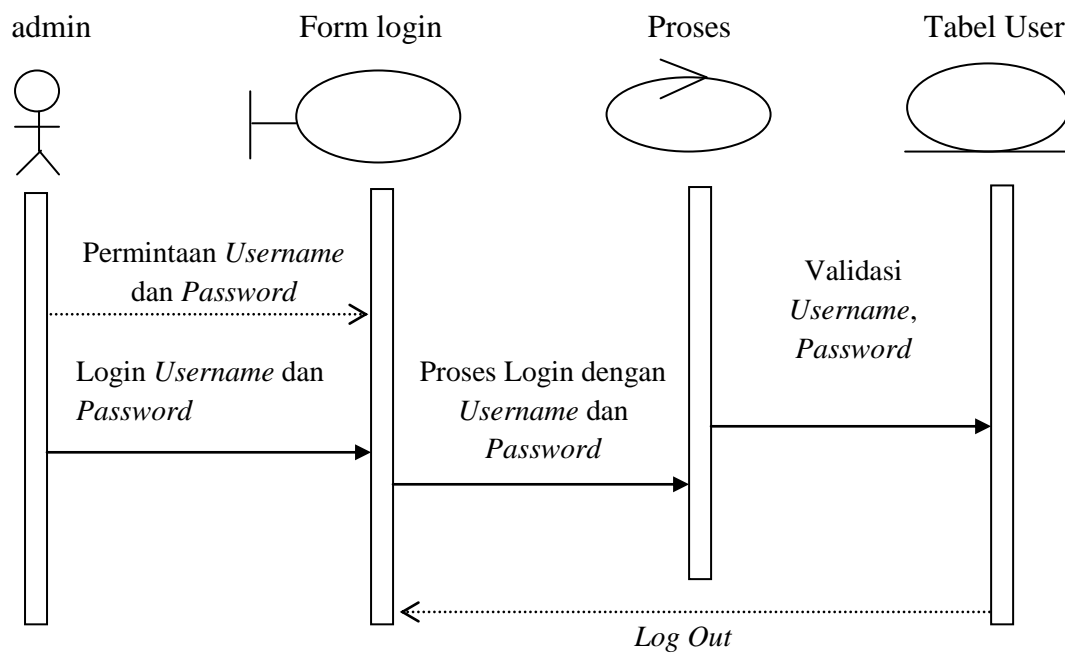 admin
Form login
Proses
Tabel User
Permintaan Username
dan Password
Validasi
Username,
Password
Login Username dan
Password
Proses Login dengan
Username dan
Password
Log Out